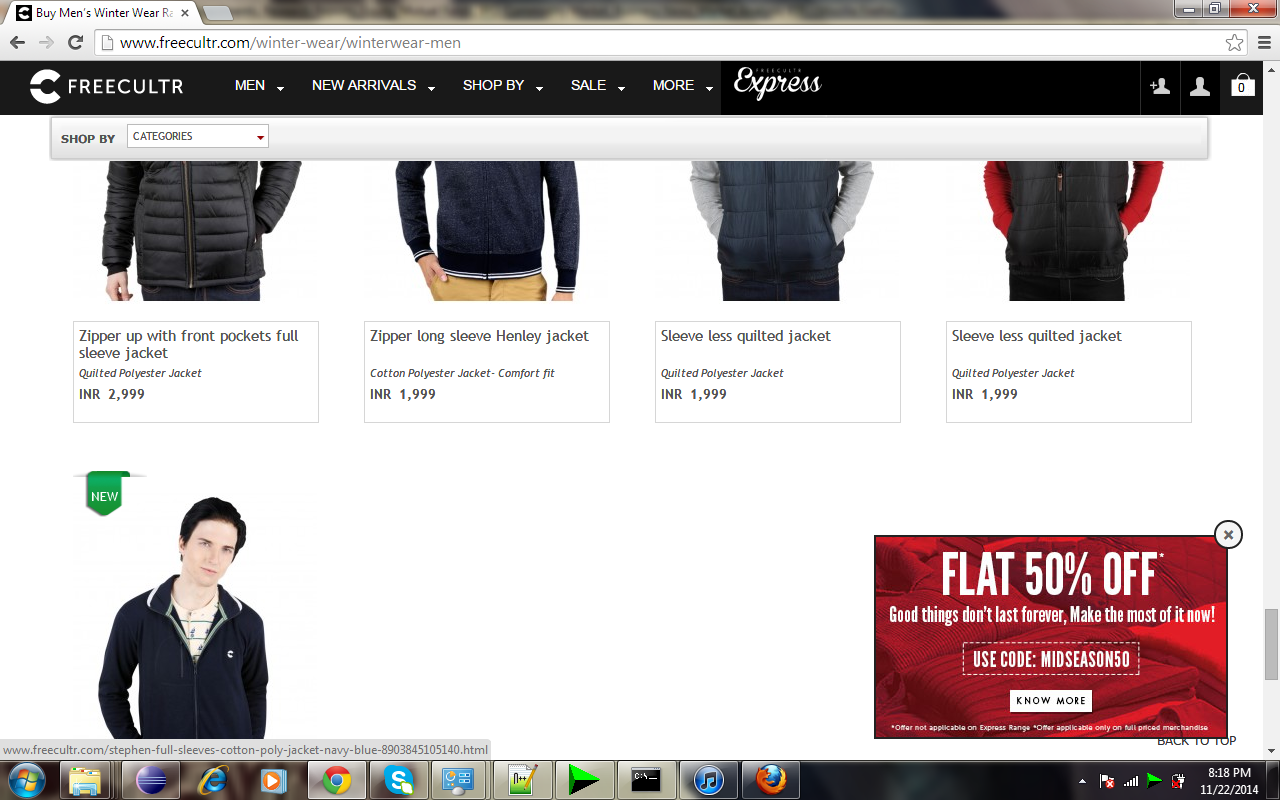 Buy Men's Winter Wear Ra
www.freecultr.com/winter-wear/winterwear-men
FREECULTR
MEN
NEW ARRIVALS
SHOP BY
SALE
MORE
FREECULTR
Express
0
SHOP BY
CATEGORIES
Zipper up with front pockets full
sleeve jacket
Quilted Polyester Jacket
INR 2,999
Zipper long sleeve Henley jacket
Cotton Polyester Jacket- Comfort fit
INR 1,999
Sleeve less quilted jacket
Quilted Polyester Jacket
INR 1,999
Sleeve less quilted jacket
Quilted Polyester Jacket
INR 1,999
NEW
FLAT 50% OFF*
Good things don't last forever, Make the most of it now!
USE CODE: MIDSEASON50
KNOW MORE
*Offer not applicable on Express Range *Offer applicable only on full priced merchandise
BACK TO TOP
www.freecultr.com/stephen-full-sleeves-cotton-poly-jacket-navy-blue-8903845105140.html
8:18 PM
11/22/2014